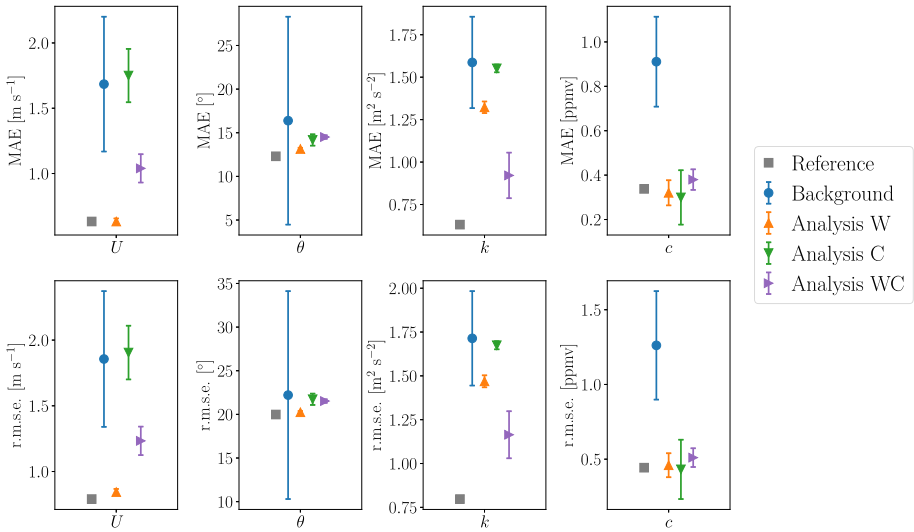 MAE [m s⁻¹]
2.0
1.5
1.0
U
MAE [°]
25
20
15
10
5
θ
MAE [m² s⁻²]
1.75
1.50
1.25
1.00
0.75
k
MAE [ppmv]
1.0
0.8
0.6
0.4
0.2
c
Reference
Background
Analysis W
Analysis C
Analysis WC
r.m.s.e. [m s⁻¹]
2.0
1.5
1.0
U
r.m.s.e. [°]
35
30
25
20
15
10
θ
r.m.s.e. [m² s⁻²]
2.00
1.75
1.50
1.25
1.00
0.75
k
r.m.s.e. [ppmv]
1.5
1.0
0.5
c